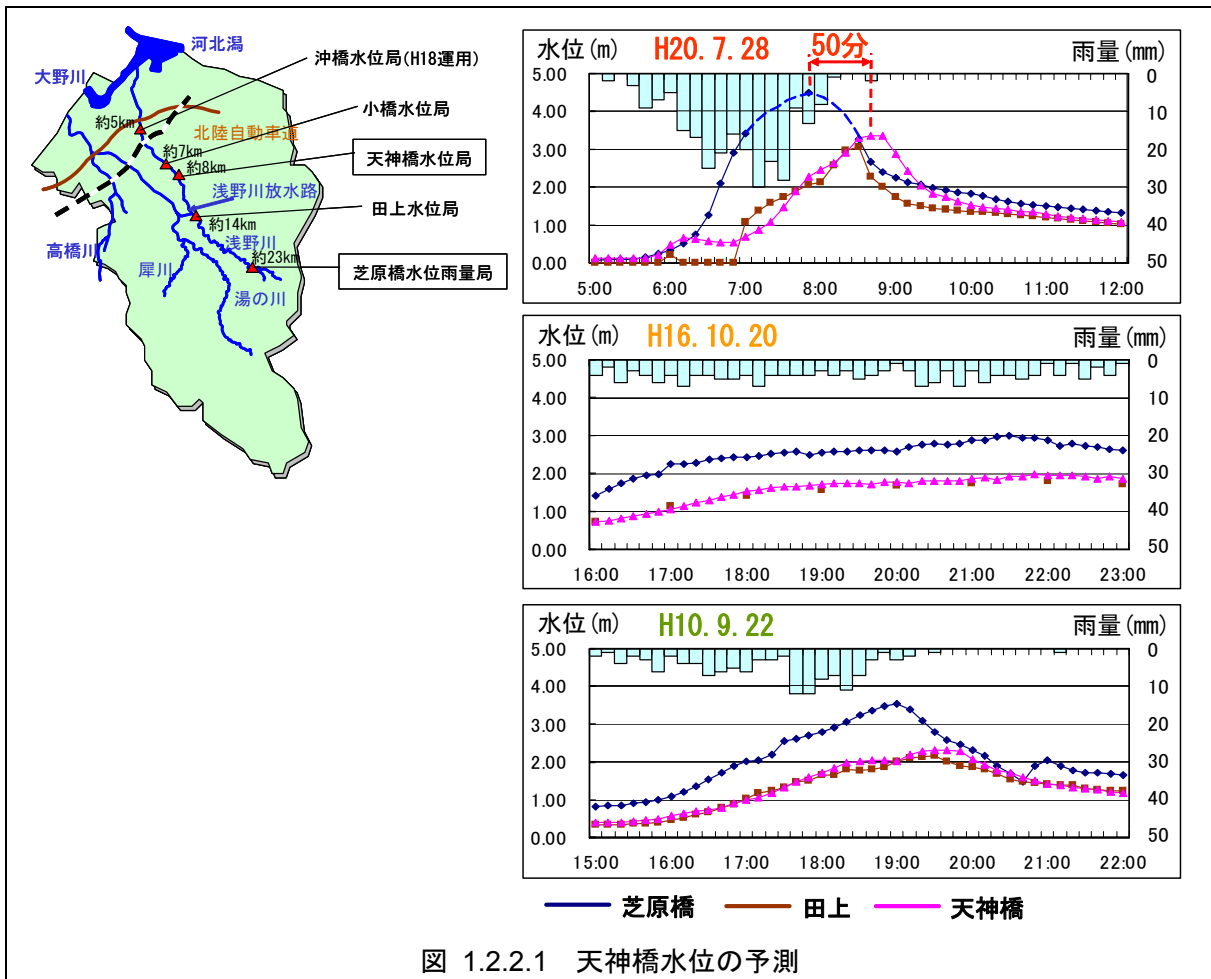 河北潟
大野川
沖橋水位局(H18運用)
小橋水位局
約5km
北陸自動車道
約7km
約8km
天神橋水位局
浅野川放水路
田上水位局
約14km
浅野川
高橋川
犀川
約23km
芝原橋水位雨量局
湯の川
水位(m) H20.7.28 50分 雨量(mm)
5.00 0
4.00 10
3.00 20
2.00 30
1.00 40
0.00 50
5:00 6:00 7:00 8:00 9:00 10:00 11:00 12:00
水位(m) H16.10.20 雨量(mm)
5.00 0
4.00 10
3.00 20
2.00 30
1.00 40
0.00 50
16:00 17:00 18:00 19:00 20:00 21:00 22:00 23:00
水位(m) H10.9.22 雨量(mm)
5.00 0
4.00 10
3.00 20
2.00 30
1.00 40
0.00 50
15:00 16:00 17:00 18:00 19:00 20:00 21:00 22:00
芝原橋 田上 天神橋
図 1.2.2.1 天神橋水位の予測